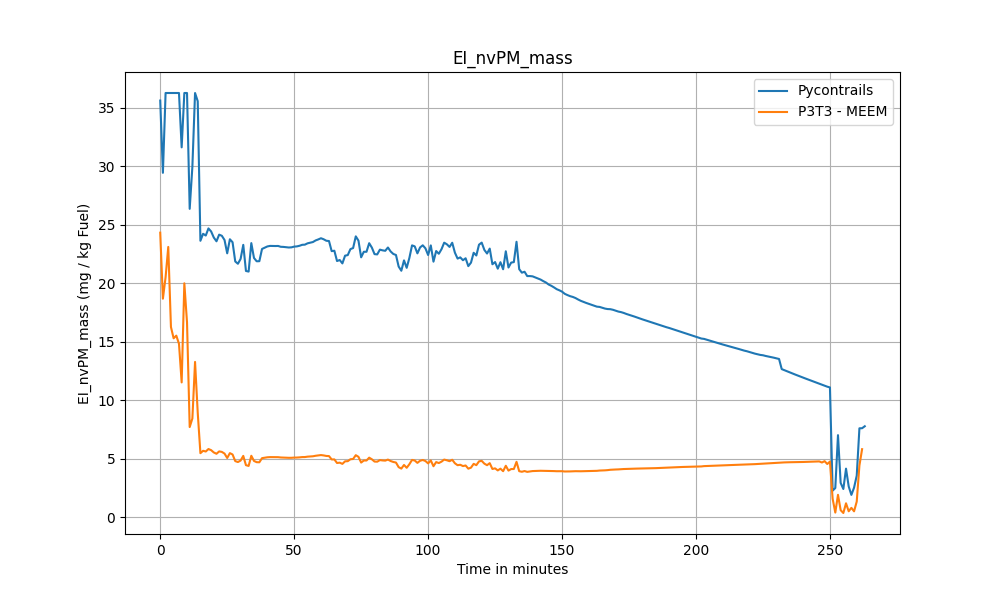 EI_nvPM_mass
Pycontrails
P3T3 - MEEM
EI_nvPM_mass (mg / kg Fuel)
35
30
25
20
15
10
5
0
0 50 100 150 200 250
Time in minutes